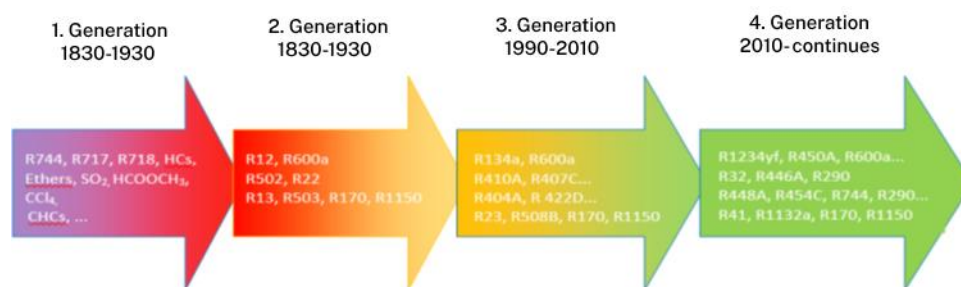 1. Generation
1830-1930
2. Generation
1830-1930
3. Generation
1990-2010
4. Generation
2010-continues
R744, R717, R718, HCs,
Ethers, SO₂, HCOOCH₃,
CCl₄,
CHCs, ...
R12, R600a
R502, R22
R13, R503, R170, R1150
R134a, R600a
R410A, R407C...
R404A, R 422D...
R23, R508B, R170, R1150
R1234yf, R450A, R600a...
R32, R446A, R290
R448A, R454C, R744, R290...
R41, R1132a, R170, R1150